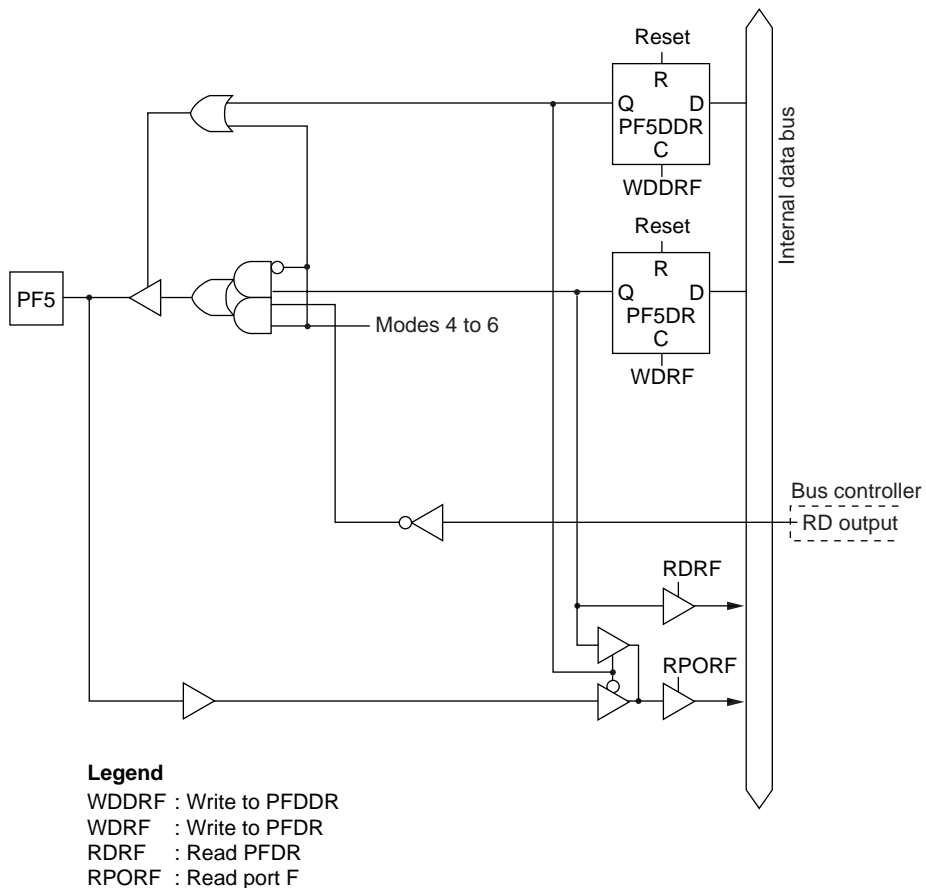 Reset
R
Q D
PF5DDR
C
WDDRF
Internal data bus
Reset
R
Q D
PF5DR
C
WDRF
PF5
Modes 4 to 6
Bus controller
RD output
RDRF
RPORF
Legend
WDDRF : Write to PFDDR
WDRF : Write to PFDR
RDRF : Read PFDR
RPORF : Read port F